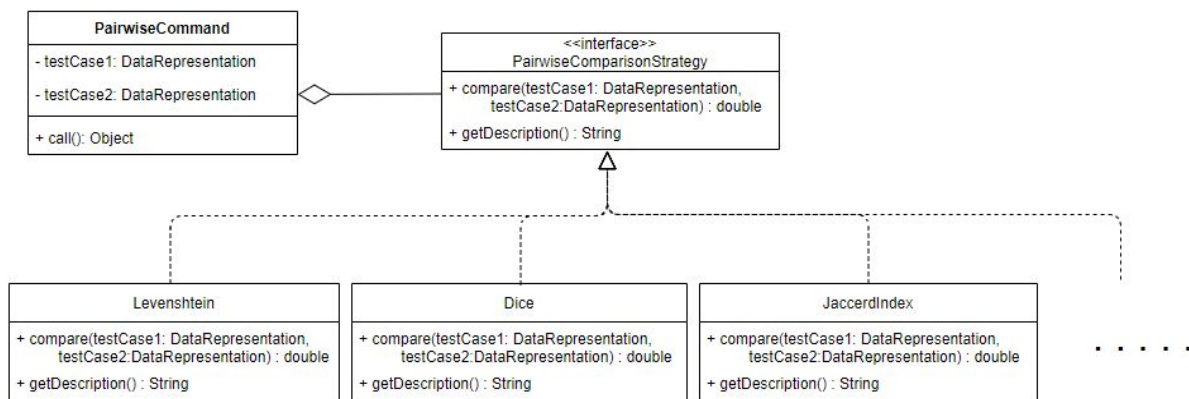 PairwiseCommand
- testCase1: DataRepresentation
- testCase2: DataRepresentation
+ call(): Object
<<interface>>
PairwiseComparisonStrategy
+ compare(testCase1: DataRepresentation,
testCase2:DataRepresentation) : double
+ getDescription() : String
Levenshtein
+ compare(testCase1: DataRepresentation,
testCase2:DataRepresentation) : double
+ getDescription() : String
Dice
+ compare(testCase1: DataRepresentation,
testCase2:DataRepresentation) : double
+ getDescription() : String
JaccerdIndex
+ compare(testCase1: DataRepresentation,
testCase2:DataRepresentation) : double
+ getDescription() : String
. . . . .